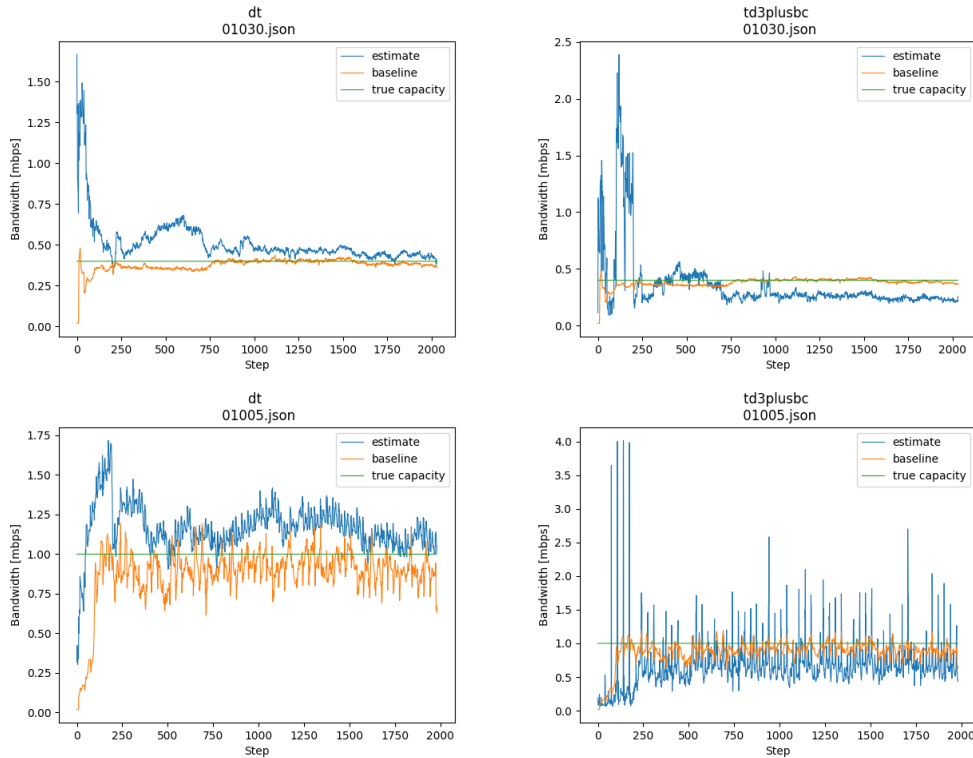 dt
01030.json
estimate
baseline
true capacity
Bandwidth [mbps]
1.50
1.25
1.00
0.75
0.50
0.25
0.00
0
250
500
750
1000
1250
1500
1750
2000
Step
td3plusbc
01030.json
estimate
baseline
true capacity
Bandwidth [mbps]
2.5
2.0
1.5
1.0
0.5
0.0
0
250
500
750
1000
1250
1500
1750
2000
Step
dt
01005.json
estimate
baseline
true capacity
Bandwidth [mbps]
1.75
1.50
1.25
1.00
0.75
0.50
0.25
0.00
0
250
500
750
1000
1250
1500
1750
2000
Step
td3plusbc
01005.json
estimate
baseline
true capacity
Bandwidth [mbps]
4.0
3.5
3.0
2.5
2.0
1.5
1.0
0.5
0.0
0
250
500
750
1000
1250
1500
1750
2000
Step